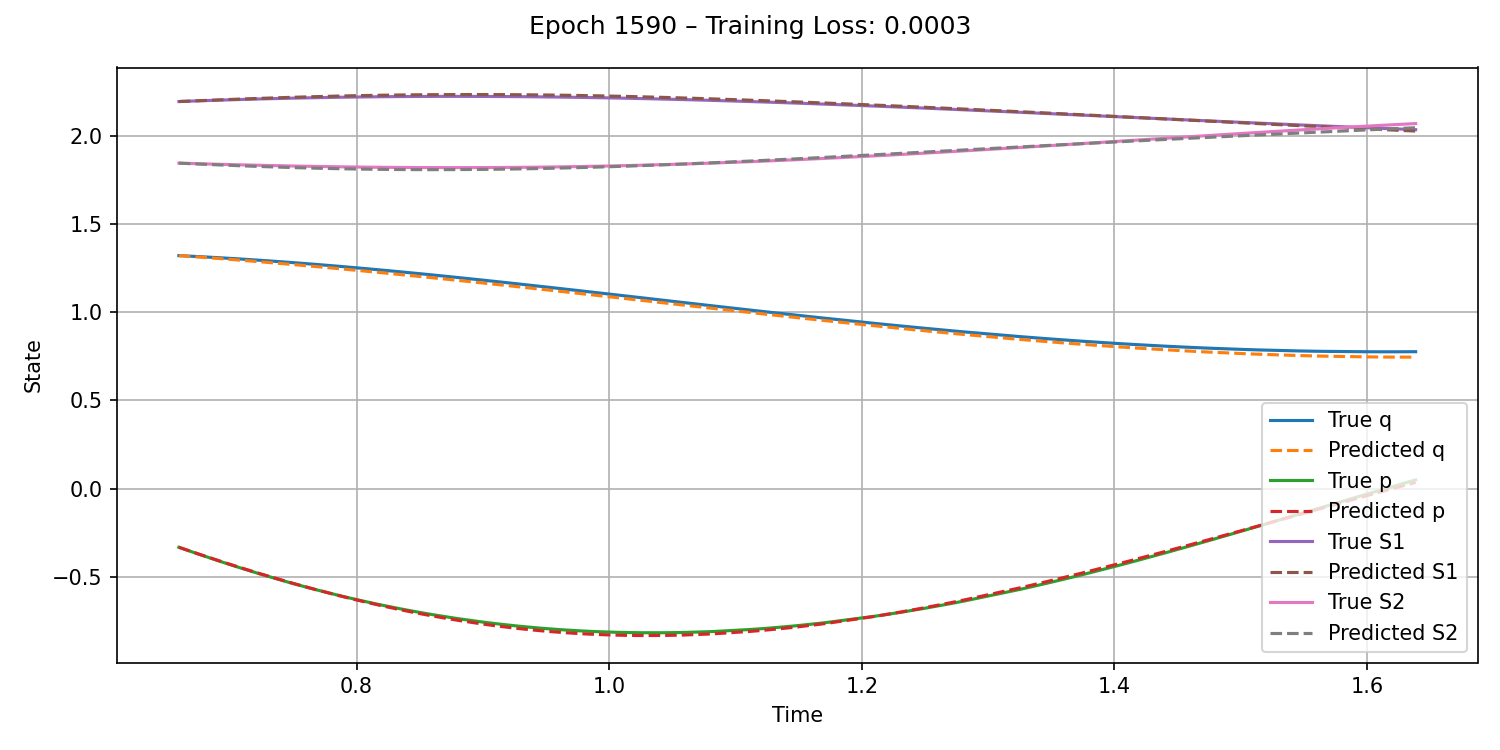 Epoch 1590 – Training Loss: 0.0003
State
2.0
1.5
1.0
0.5
0.0
−0.5
True q
Predicted q
True p
Predicted p
True S1
Predicted S1
True S2
Predicted S2
0.8 1.0 1.2 1.4 1.6
Time